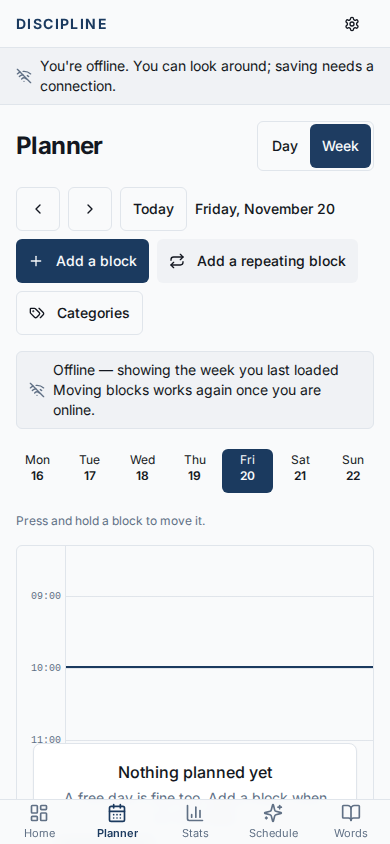 DISCIPLINE
You're offline. You can look around; saving needs a
connection.
Planner
Day
Week
Today
Friday, November 20
Add a block
Add a repeating block
Categories
Offline — showing the week you last loaded
Moving blocks works again once you are
online.
Mon Tue Wed Thu Fri Sat Sun
16 17 18 19 20 21 22
Press and hold a block to move it.
09:00
10:00
11:00
Nothing planned yet
A free day is fine too. Add a block when
Home Planner Stats Schedule Words